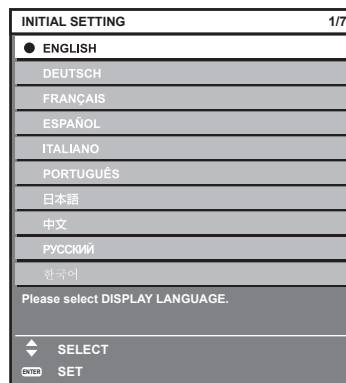 INITIAL SETTING 1/7
ENGLISH
DEUTSCH
FRANÇAIS
ESPAÑOL
ITALIANO
PORTUGUÊS
日本語
中文
РУССКИЙ
한국어
Please select DISPLAY LANGUAGE.
SELECT
ENTER SET